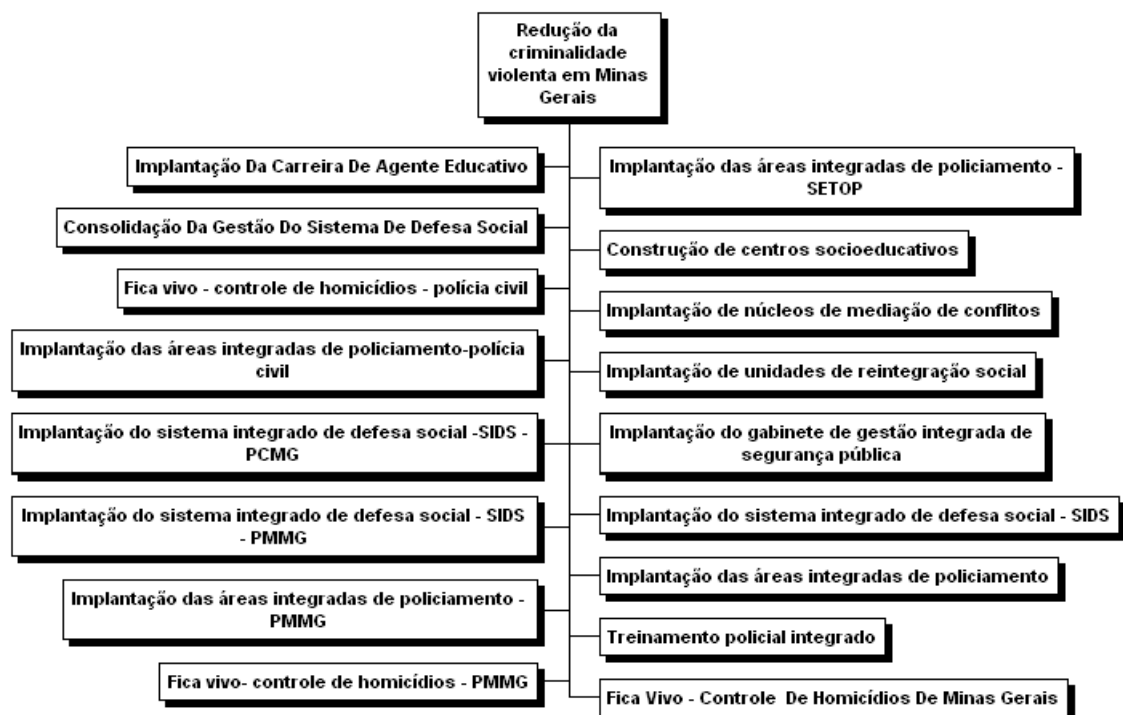 Redução da
criminalidade
violenta em Minas
Gerais
Implantação Da Carreira De Agente Educativo
Implantação das áreas integradas de policiamento -
SETOP
Consolidação Da Gestão Do Sistema De Defesa Social
Construção de centros socioeducativos
Fica vivo - controle de homicídios - polícia civil
Implantação de núcleos de mediação de conflitos
Implantação das áreas integradas de policiamento-polícia
civil
Implantação de unidades de reintegração social
Implantação do sistema integrado de defesa social -SIDS -
PCMG
Implantação do gabinete de gestão integrada de
segurança pública
Implantação do sistema integrado de defesa social - SIDS
- PMMG
Implantação do sistema integrado de defesa social - SIDS
Implantação das áreas integradas de policiamento
Implantação das áreas integradas de policiamento -
PMMG
Treinamento policial integrado
Fica vivo- controle de homicídios - PMMG
Fica Vivo - Controle  De Homicídios De Minas Gerais